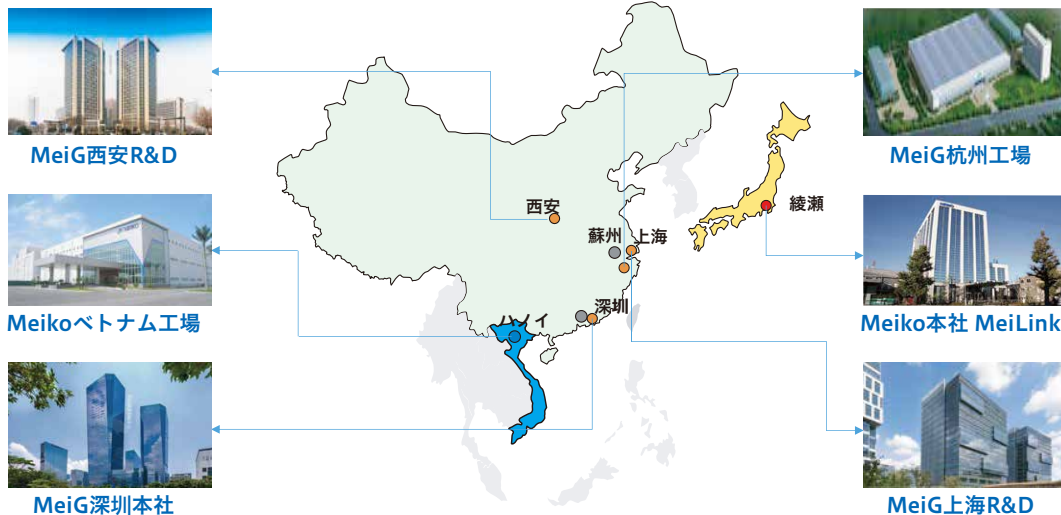 MeiG西安R&D
MeiG杭州工場
西安
綾瀬
蘇州
上海
Meikoベトナム工場
深圳
ハノイ
Meiko本社 MeiLink
MeiG深圳本社
MeiG上海R&D